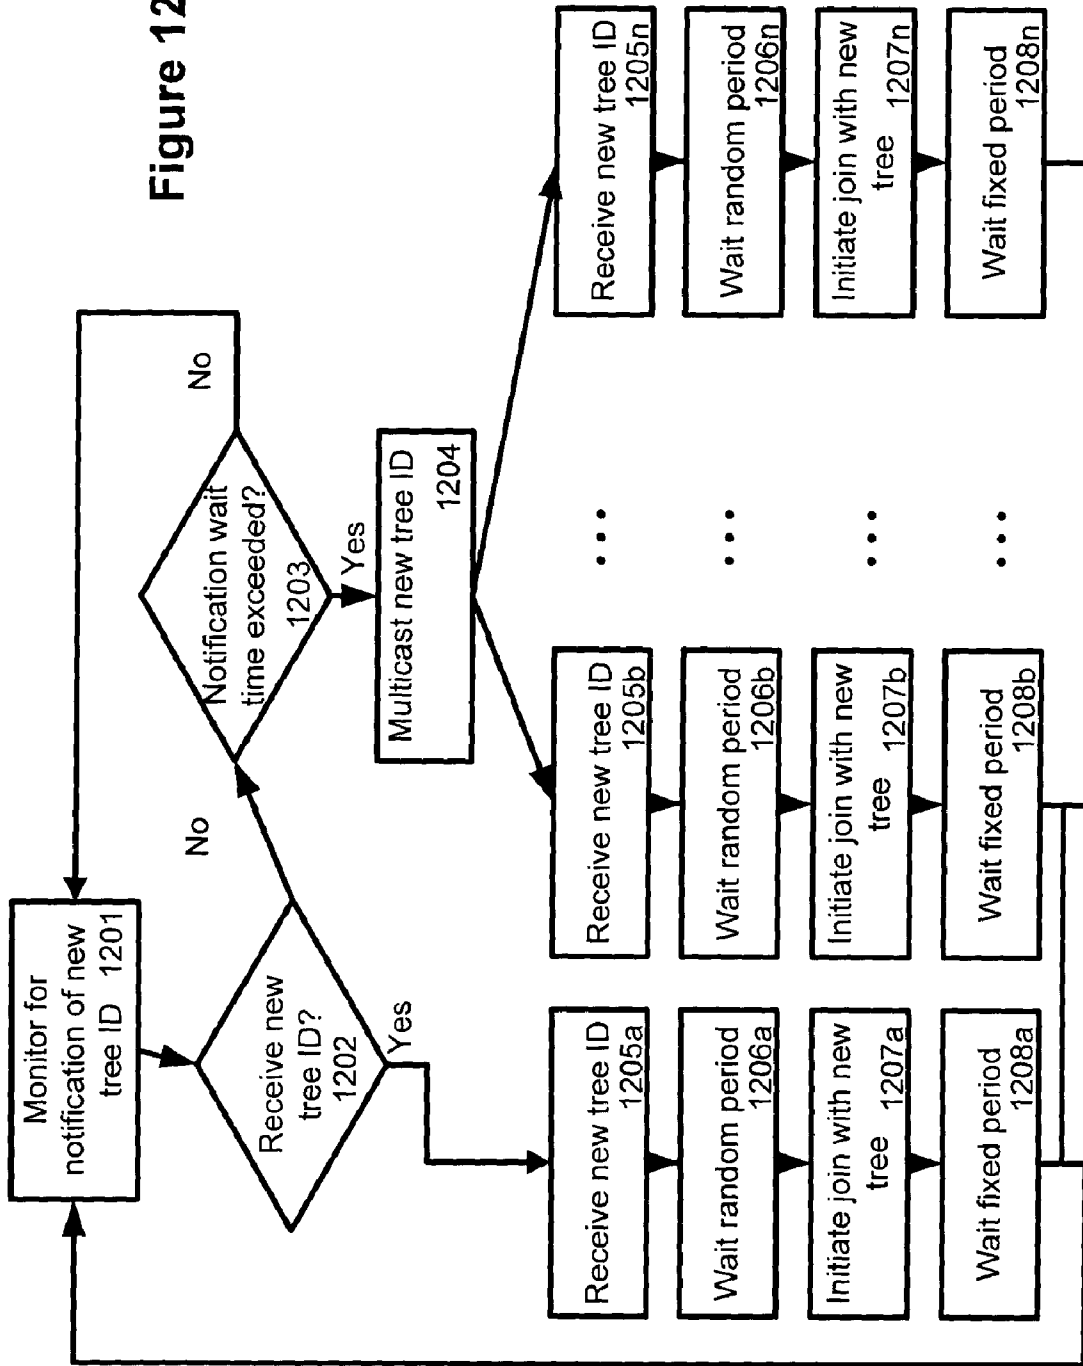 Figure 12
Monitor for
notification of new
tree ID 1201
Receive new
tree ID?
1202
No
Yes
Notification wait
time exceeded?
1203
No
Yes
Multicast new tree ID
1204
Receive new tree ID
1205a
Wait random period
1206a
Initiate join with new
tree 1207a
Wait fixed period
1208a
Receive new tree ID
1205b
Wait random period
1206b
Initiate join with new
tree 1207b
Wait fixed period
1208b
...
...
...
...
Receive new tree ID
1205n
Wait random period
1206n
Initiate join with new
tree 1207n
Wait fixed period
1208n